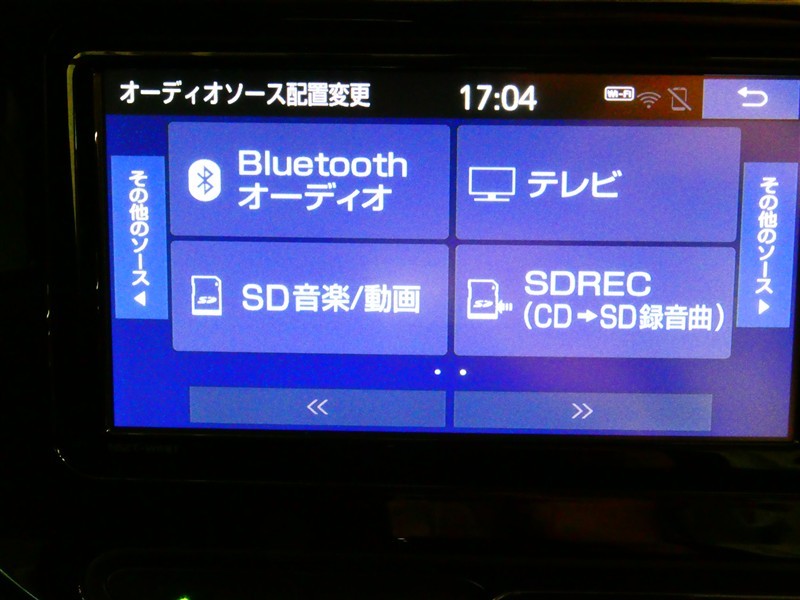 オーディオソース配置変更
17:04
Wi-Fi
その他のソース◀
Bluetooth
オーディオ
テレビ
その他のソース▶
SD音楽/動画
SDREC
(CD➡SD録音曲)
≪
≫